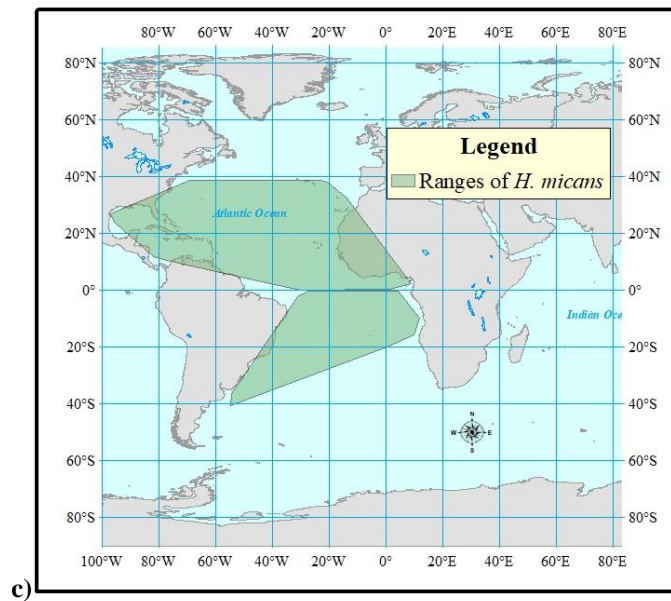 80°W 60°W 40°W 20°W 0° 20°E 40°E 60°E 80°E
80°N 80°N
60°N 60°N
Legend
Ranges of H. micans
40°N 40°N
Atlantic Ocean
20°N 20°N
0° 0°
Indian Oce
20°S 20°S
40°S 40°S
N
W E
S
60°S 60°S
80°S 80°S
100°W 80°W 60°W 40°W 20°W 0° 20°E 40°E 60°E 80°E
c)